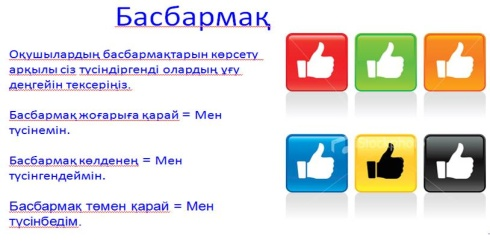 Басбармақ
Оқушылардың басбармақтарын көрсету
арқылы сіз түсіндіргенді олардың ұғу
деңгейін тексеріңіз.
Басбармақ жоғарыға қарай = Мен
түсінемін.
Басбармақ көлденең = Мен
түсінгендеймін.
Басбармақ төмен қарай = Мен
түсінбедім.